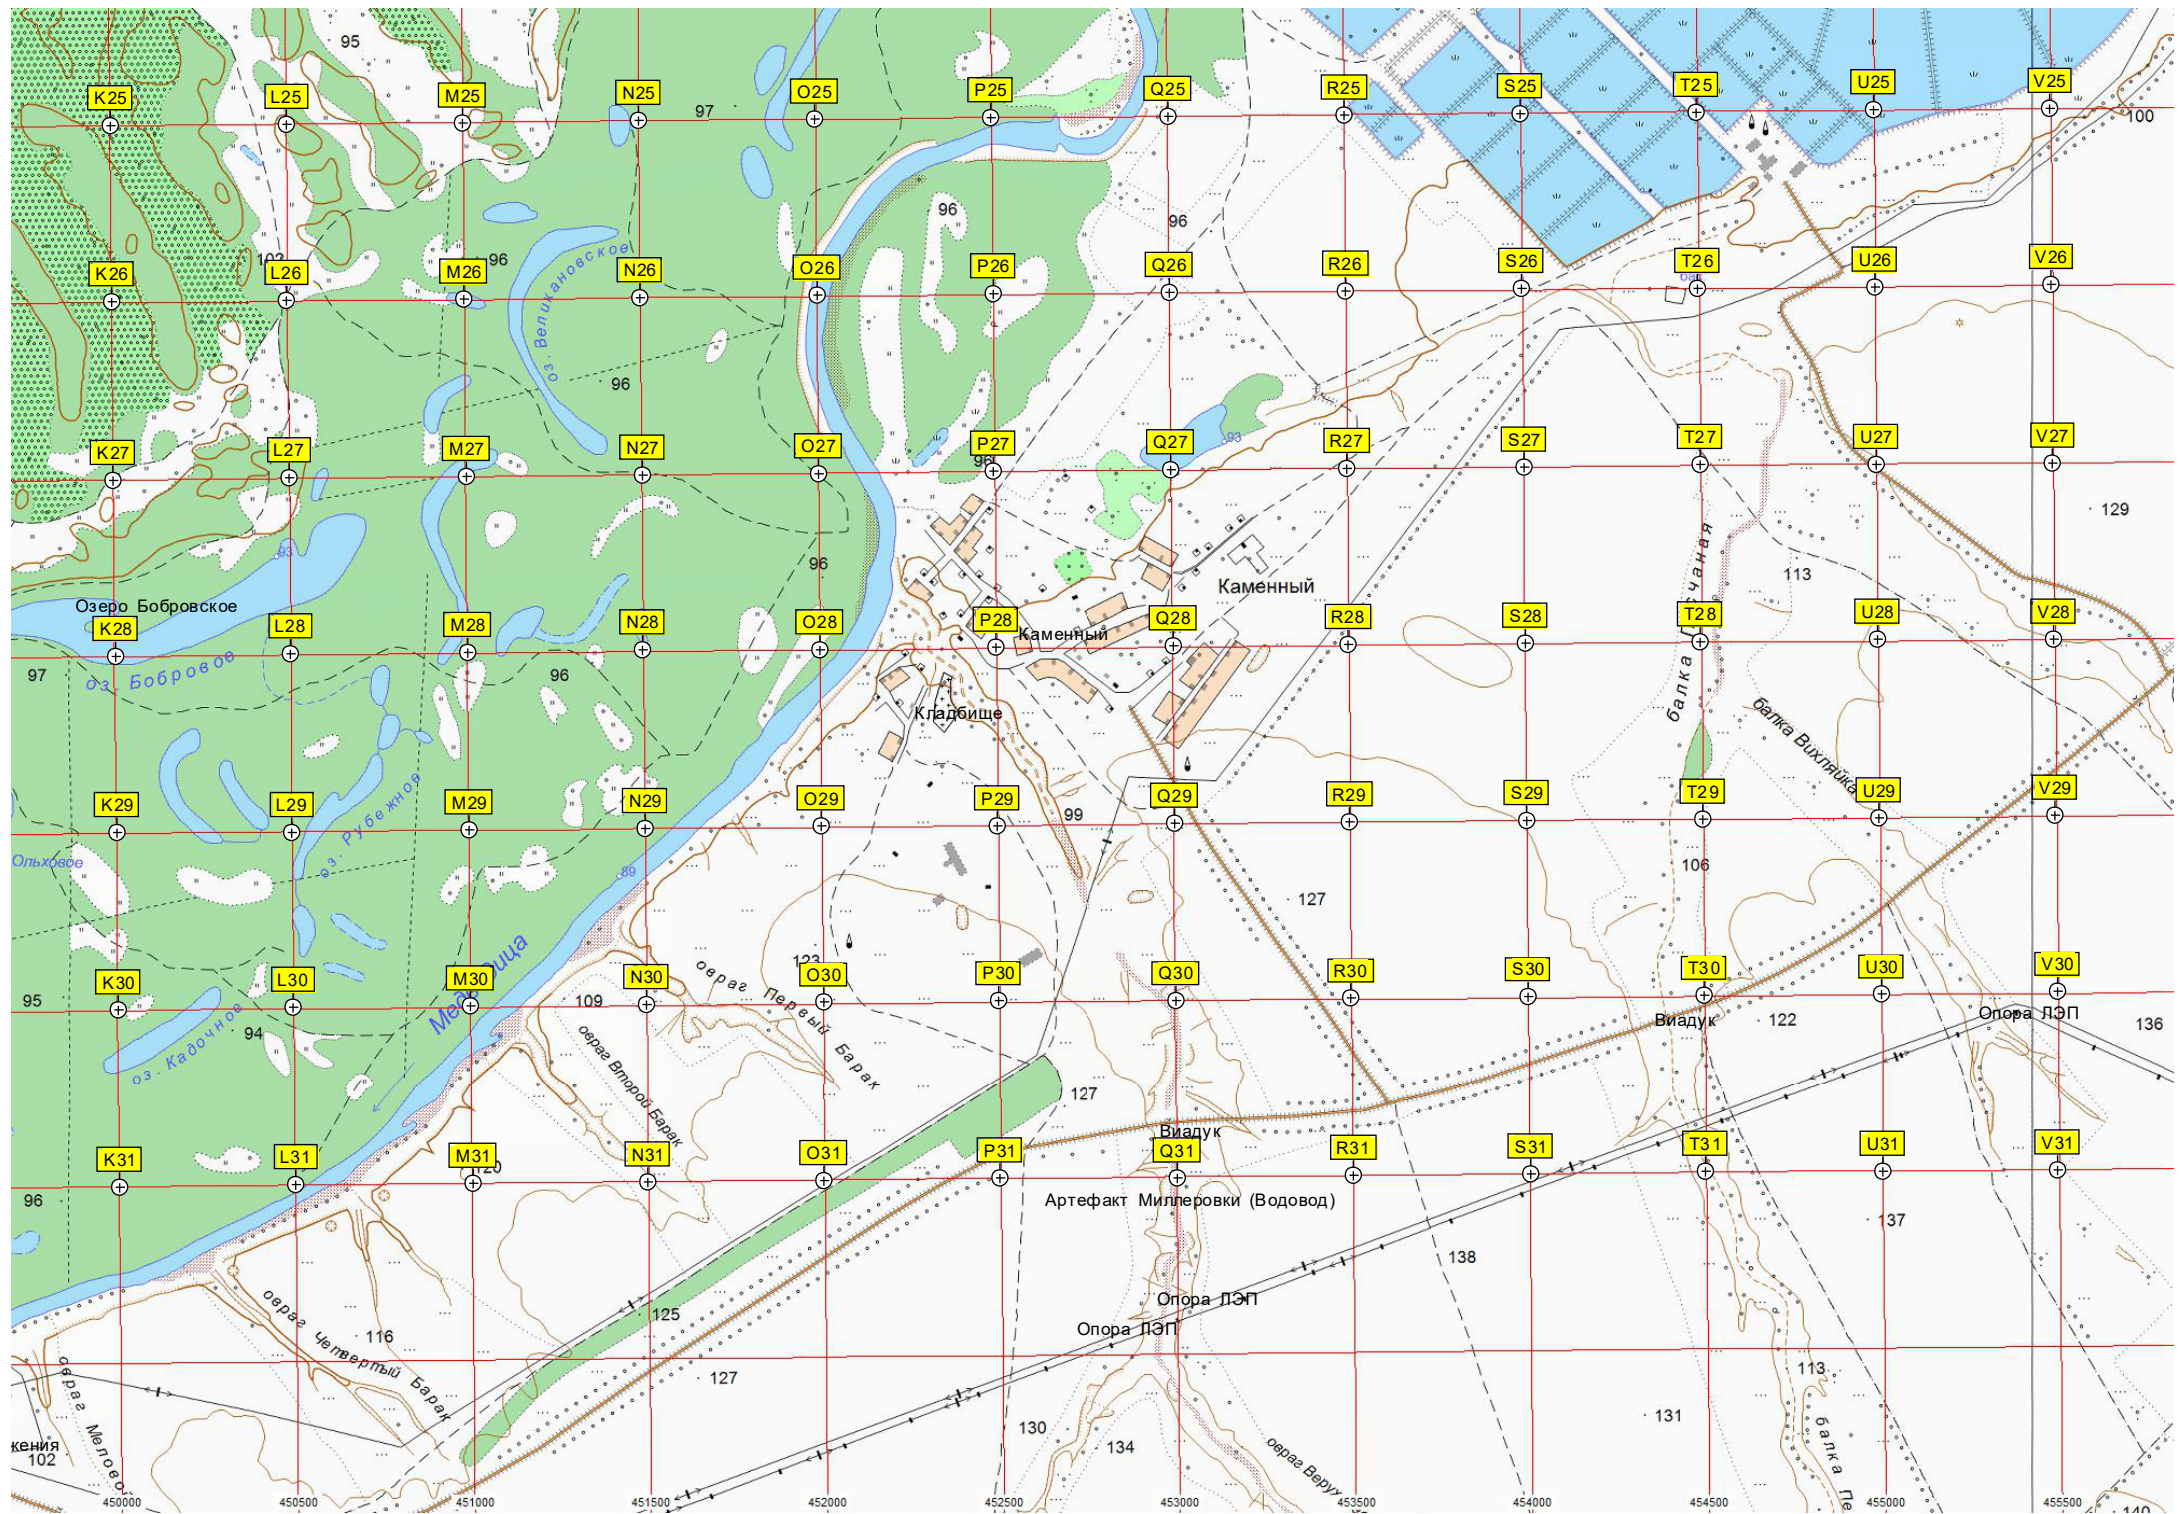 95
K25
L25
M25
N25
97
O25
P25
Q25
R25
S25
T25
U25
V25
100
96
96
K26
L26
M26
96
оз. Великановское
N26
O26
P26
Q26
R26
S26
T26
U26
V26
96
K27
L27
M27
N27
O27
P27
96
Q27
93
R27
S27
T27
U27
V27
129
93
96
Каменный
113
Озеро Бобровское
K28
L28
M28
N28
O28
P28
Каменный
Q28
R28
S28
T28
U28
V28
97
оз. Бобровое
96
балка
балка Вихляйка
Кладбище
K29
L29
оз. Рубежное
M29
N29
O29
P29
99
Q29
R29
S29
T29
U29
V29
Ольховое
89
106
127
овраг Первый Барак
123
K30
L30
M30
N30
O30
P30
Q30
R30
S30
T30
U30
V30
95
94
оз. Кадочное
109
овраг Второй Барак
Виадук
122
Опора ЛЭП
136
127
Виадук
K31
L31
M31
120
N31
O31
P31
Q31
R31
S31
T31
U31
V31
96
Артефакт Миллеровки (Водовод)
137
138
Опора ЛЭП
Опора ЛЭП
125
116
овраг Четвертый Барак
127
113
130
134
131
102
450000
450500
451000
451500
452000
452500
453000
453500
454000
454500
455000
455500